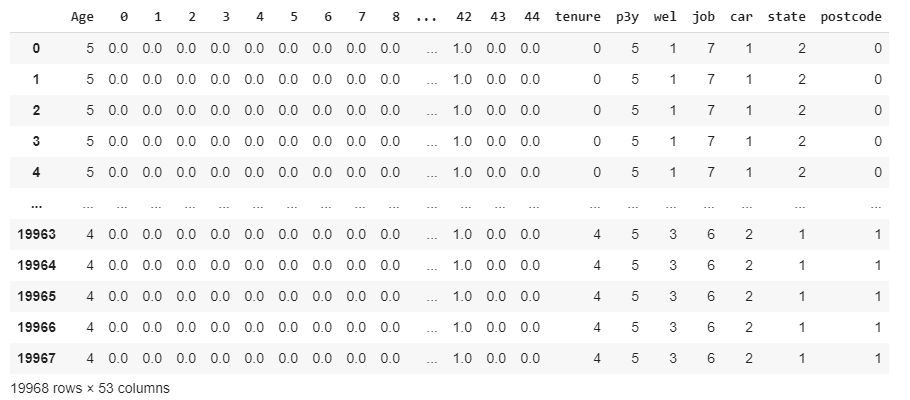 Age 0 1 2 3 4 5 6 7 8 ... 42 43 44 tenure p3y wel job car state postcode
0 5 0.0 0.0 0.0 0.0 0.0 0.0 0.0 0.0 0.0 ... 1.0 0.0 0.0 0 5 1 7 1 2 0
1 5 0.0 0.0 0.0 0.0 0.0 0.0 0.0 0.0 0.0 ... 1.0 0.0 0.0 0 5 1 7 1 2 0
2 5 0.0 0.0 0.0 0.0 0.0 0.0 0.0 0.0 0.0 ... 1.0 0.0 0.0 0 5 1 7 1 2 0
3 5 0.0 0.0 0.0 0.0 0.0 0.0 0.0 0.0 0.0 ... 1.0 0.0 0.0 0 5 1 7 1 2 0
4 5 0.0 0.0 0.0 0.0 0.0 0.0 0.0 0.0 0.0 ... 1.0 0.0 0.0 0 5 1 7 1 2 0
... ... ... ... ... ... ... ... ... ... ... ... ... ... ... ... ... ... ... ... ... ...
19963 4 0.0 0.0 0.0 0.0 0.0 0.0 0.0 0.0 0.0 ... 1.0 0.0 0.0 4 5 3 6 2 1 1
19964 4 0.0 0.0 0.0 0.0 0.0 0.0 0.0 0.0 0.0 ... 1.0 0.0 0.0 4 5 3 6 2 1 1
19965 4 0.0 0.0 0.0 0.0 0.0 0.0 0.0 0.0 0.0 ... 1.0 0.0 0.0 4 5 3 6 2 1 1
19966 4 0.0 0.0 0.0 0.0 0.0 0.0 0.0 0.0 0.0 ... 1.0 0.0 0.0 4 5 3 6 2 1 1
19967 4 0.0 0.0 0.0 0.0 0.0 0.0 0.0 0.0 0.0 ... 1.0 0.0 0.0 4 5 3 6 2 1 1
19968 rows × 53 columns